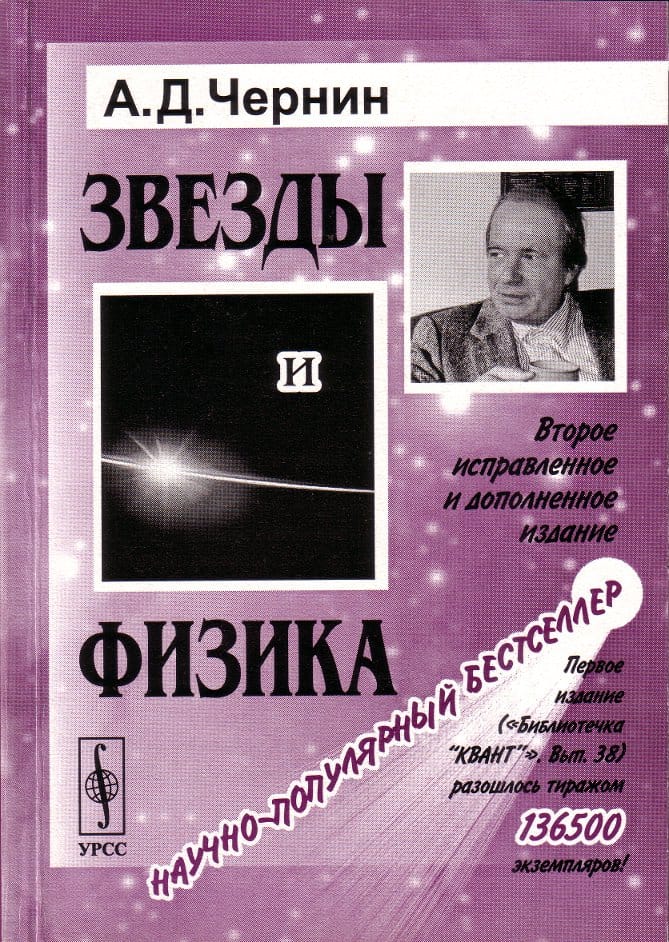 А.Д.Чернин
ЗВЕЗДЫ
И
ФИЗИКА
Второе
исправленное
и дополненное
издание
НАУЧНО-ПОПУЛЯРНЫЙ БЕСТСЕЛЛЕР
Первое
издание
(«Библиотечка
"КВАНТ"». Вып. 38)
разошлось тиражом
136500
экземпляров!
УРСС